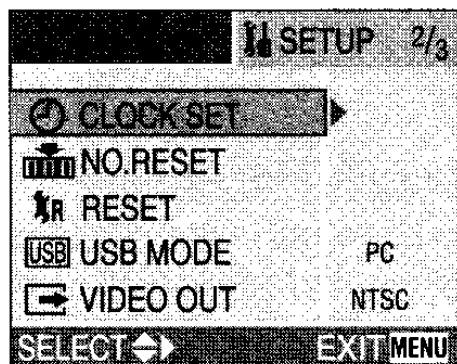 SETUP 2/3
CLOCK SET
NO.RESET
R RESET
USB USB MODE PC
VIDEO OUT NTSC
SELECT EXIT MENU